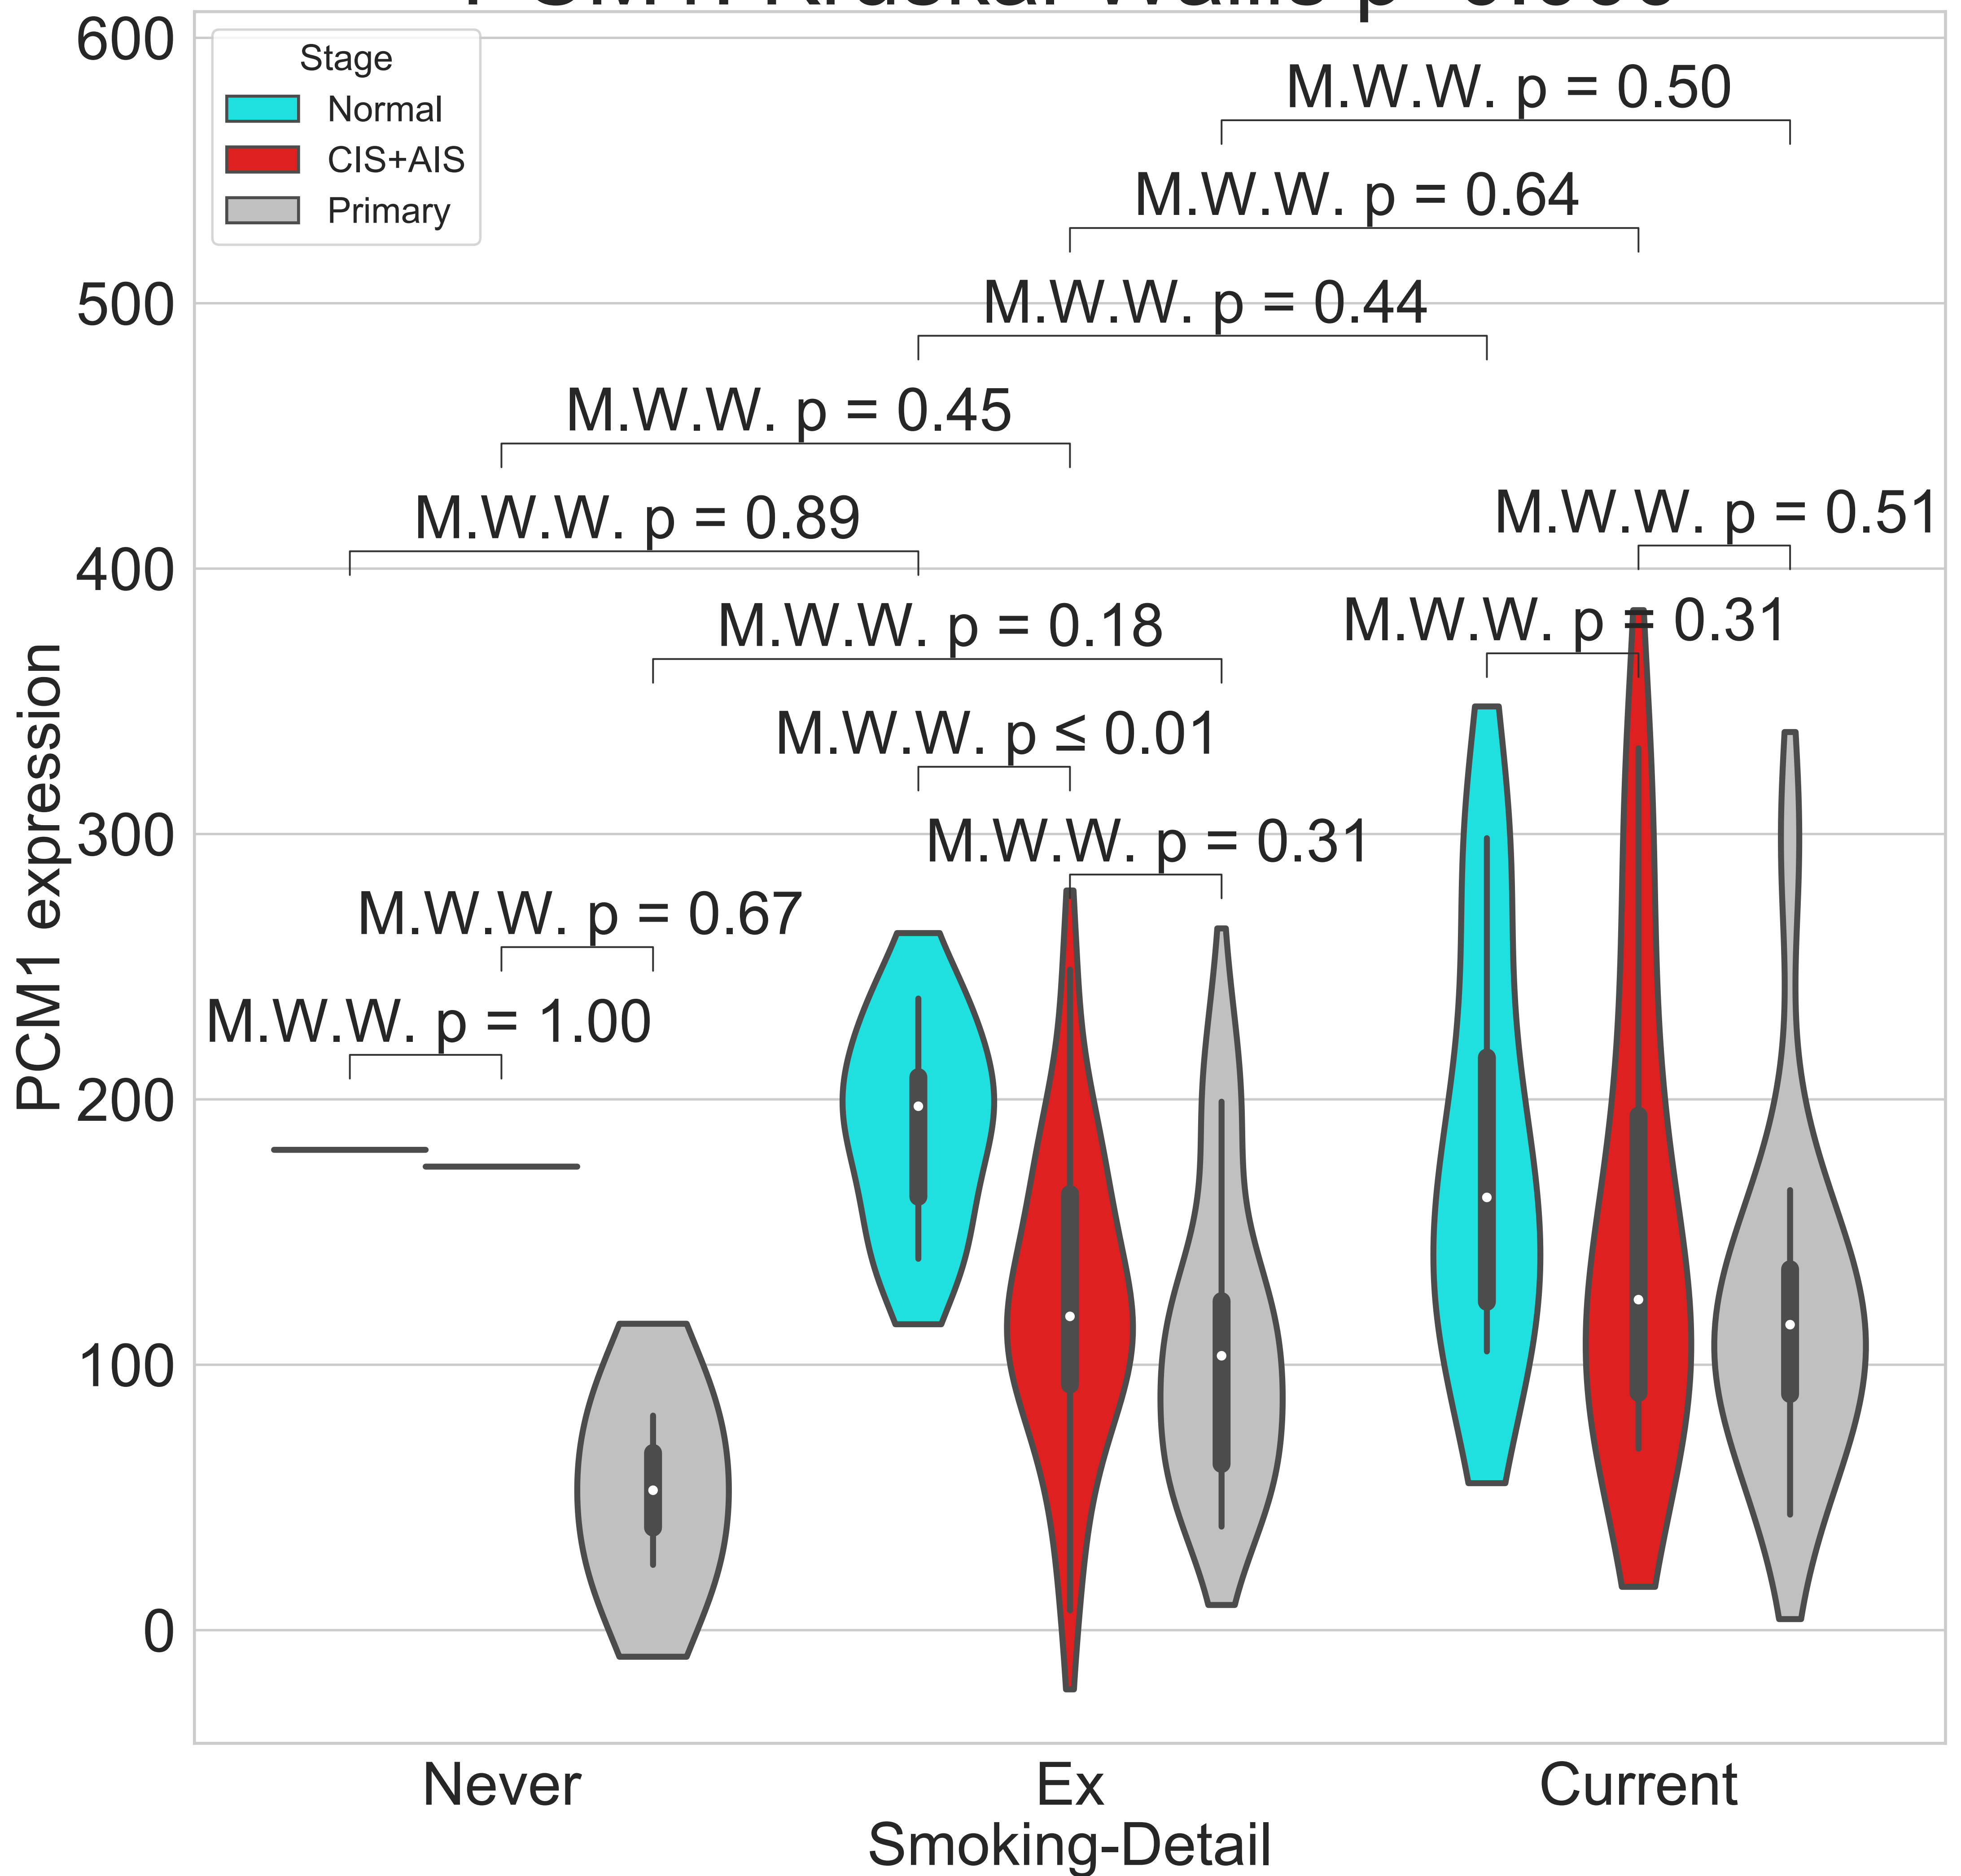 600
Stage
Normal
CIS+AIS
Primary
M.W.W. p = 0.50
M.W.W. p = 0.64
500
M.W.W. p = 0.44
M.W.W. p = 0.45
M.W.W. p = 0.89
M.W.W. p = 0.51
400
M.W.W. p = 0.18
M.W.W. p = 0.31
M.W.W. p ≤ 0.01
300
M.W.W. p = 0.31
M.W.W. p = 0.67
M.W.W. p = 1.00
200
100
0
PCM1 expression
Never
Ex
Current
Smoking-Detail